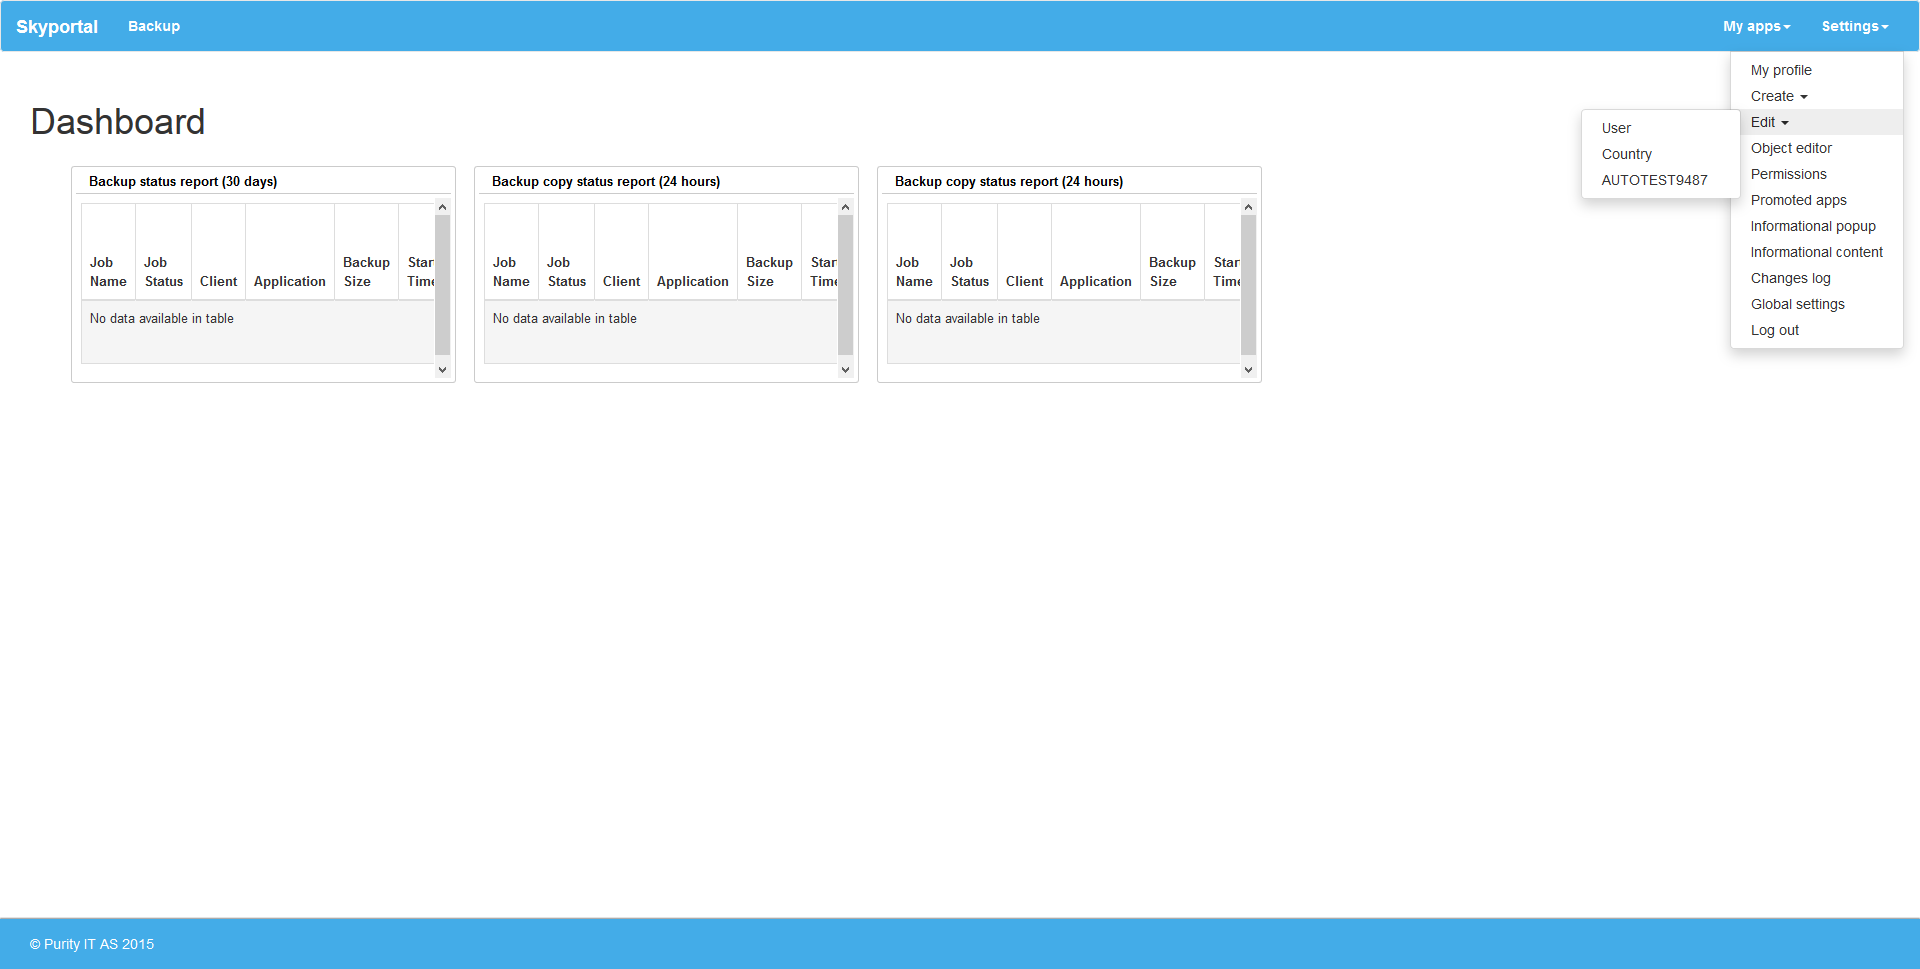 Skyportal Backup My apps Settings
My profile
Create
Edit
Object editor
Permissions
Promoted apps
Informational popup
Informational content
Changes log
Global settings
Log out
User
Country
AUTOTEST9487
Dashboard
Backup status report (30 days)
Job Name Job Status Client Application Backup Size Star Time
No data available in table
Backup copy status report (24 hours)
Job Name Job Status Client Application Backup Size Star Time
No data available in table
Backup copy status report (24 hours)
Job Name Job Status Client Application Backup Size Star Time
No data available in table
© Purity IT AS 2015